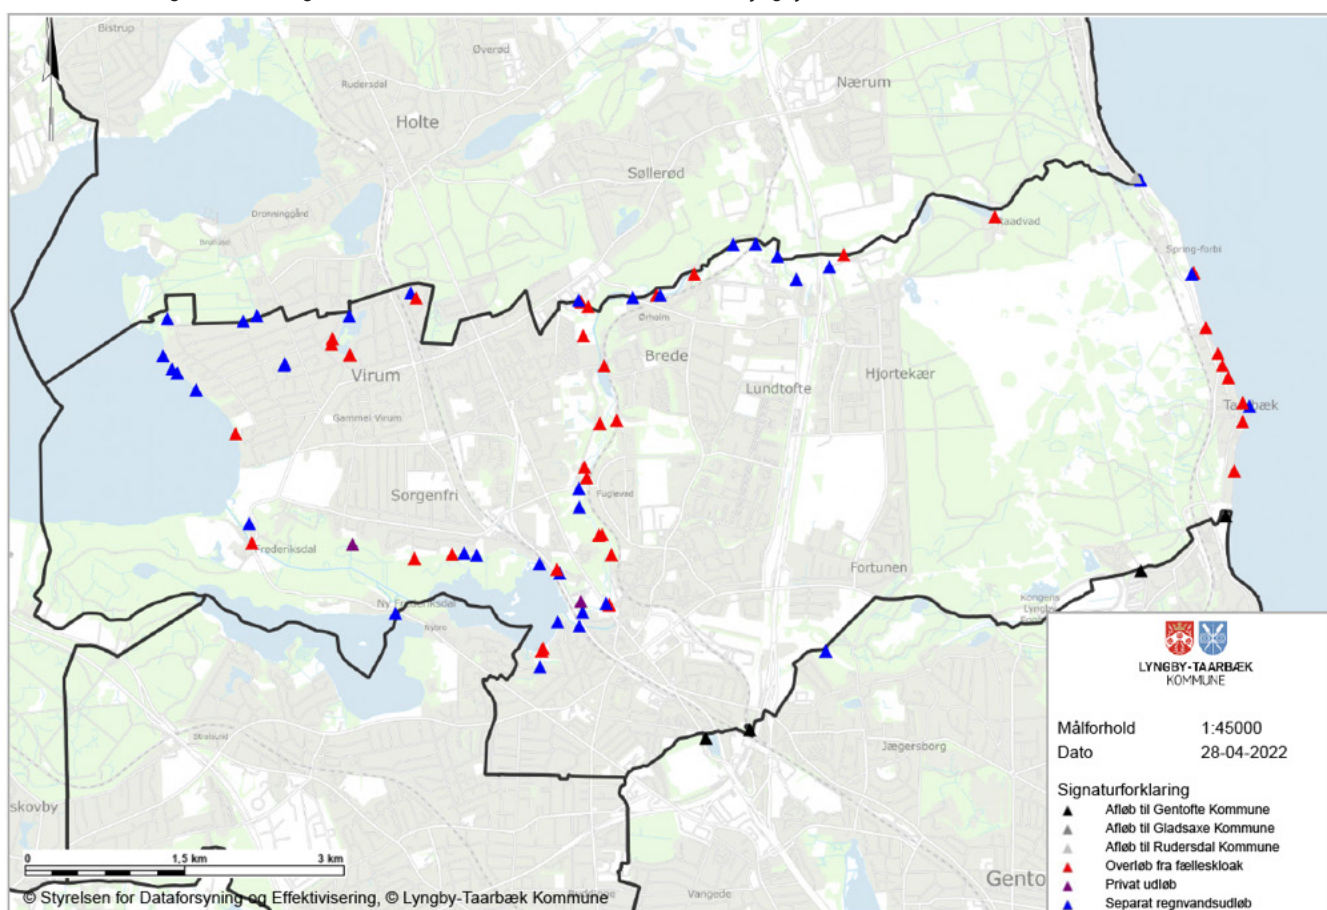 Bistrup
Øverød
Rudersdal
Nærum
Holte
Søllerød
Dronninggård
Spring-forbi
Ørholm
Brede
Virum
Hjortekær
Lundtofte
Gammel Virum
Sorgenfri
Fuglevad
Frederiksdal
Fortunen
Ny Frederiksdal
Nybro
Kongens
Lyngby
LYNGBY-TAARBÆK
KOMMUNE
Målforhold 1:45000
Dato 28-04-2022
Jægersborg
Signaturforklaring
Afløb til Gentofte Kommune
Afløb til Gladsaxe Kommune
Afløb til Rudersdal Kommune
Overløb fra fælleskloak
Privat udløb
Separat regnvandsudløb
skovby
0 1,5 km 3 km
Gento
Vangede
© Styrelsen for Dataforsyning og Effektivisering, © Lyngby-Taarbæk Kommune